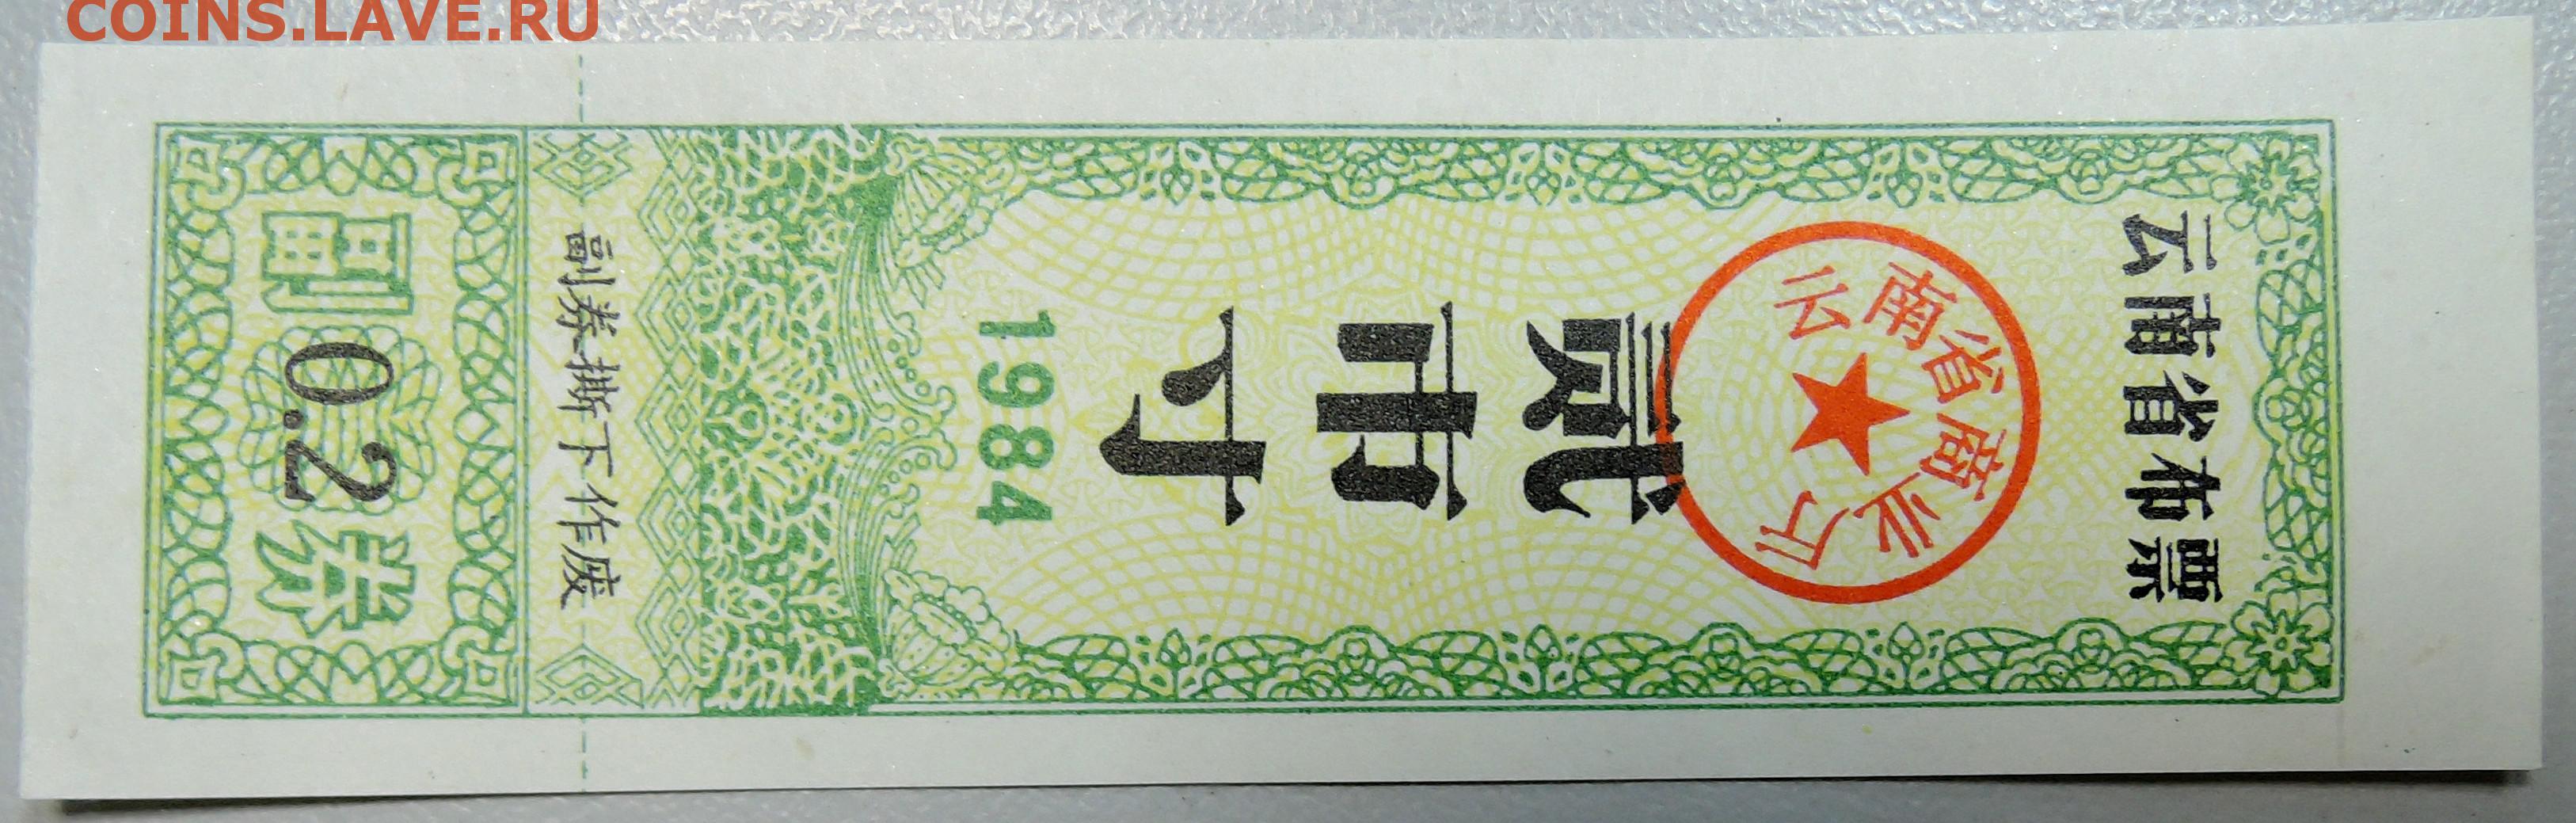 COINS.LAVE.RU
云南省布票
云南省商业厅
贰市寸
1984
副券撕下作废
副0.2券